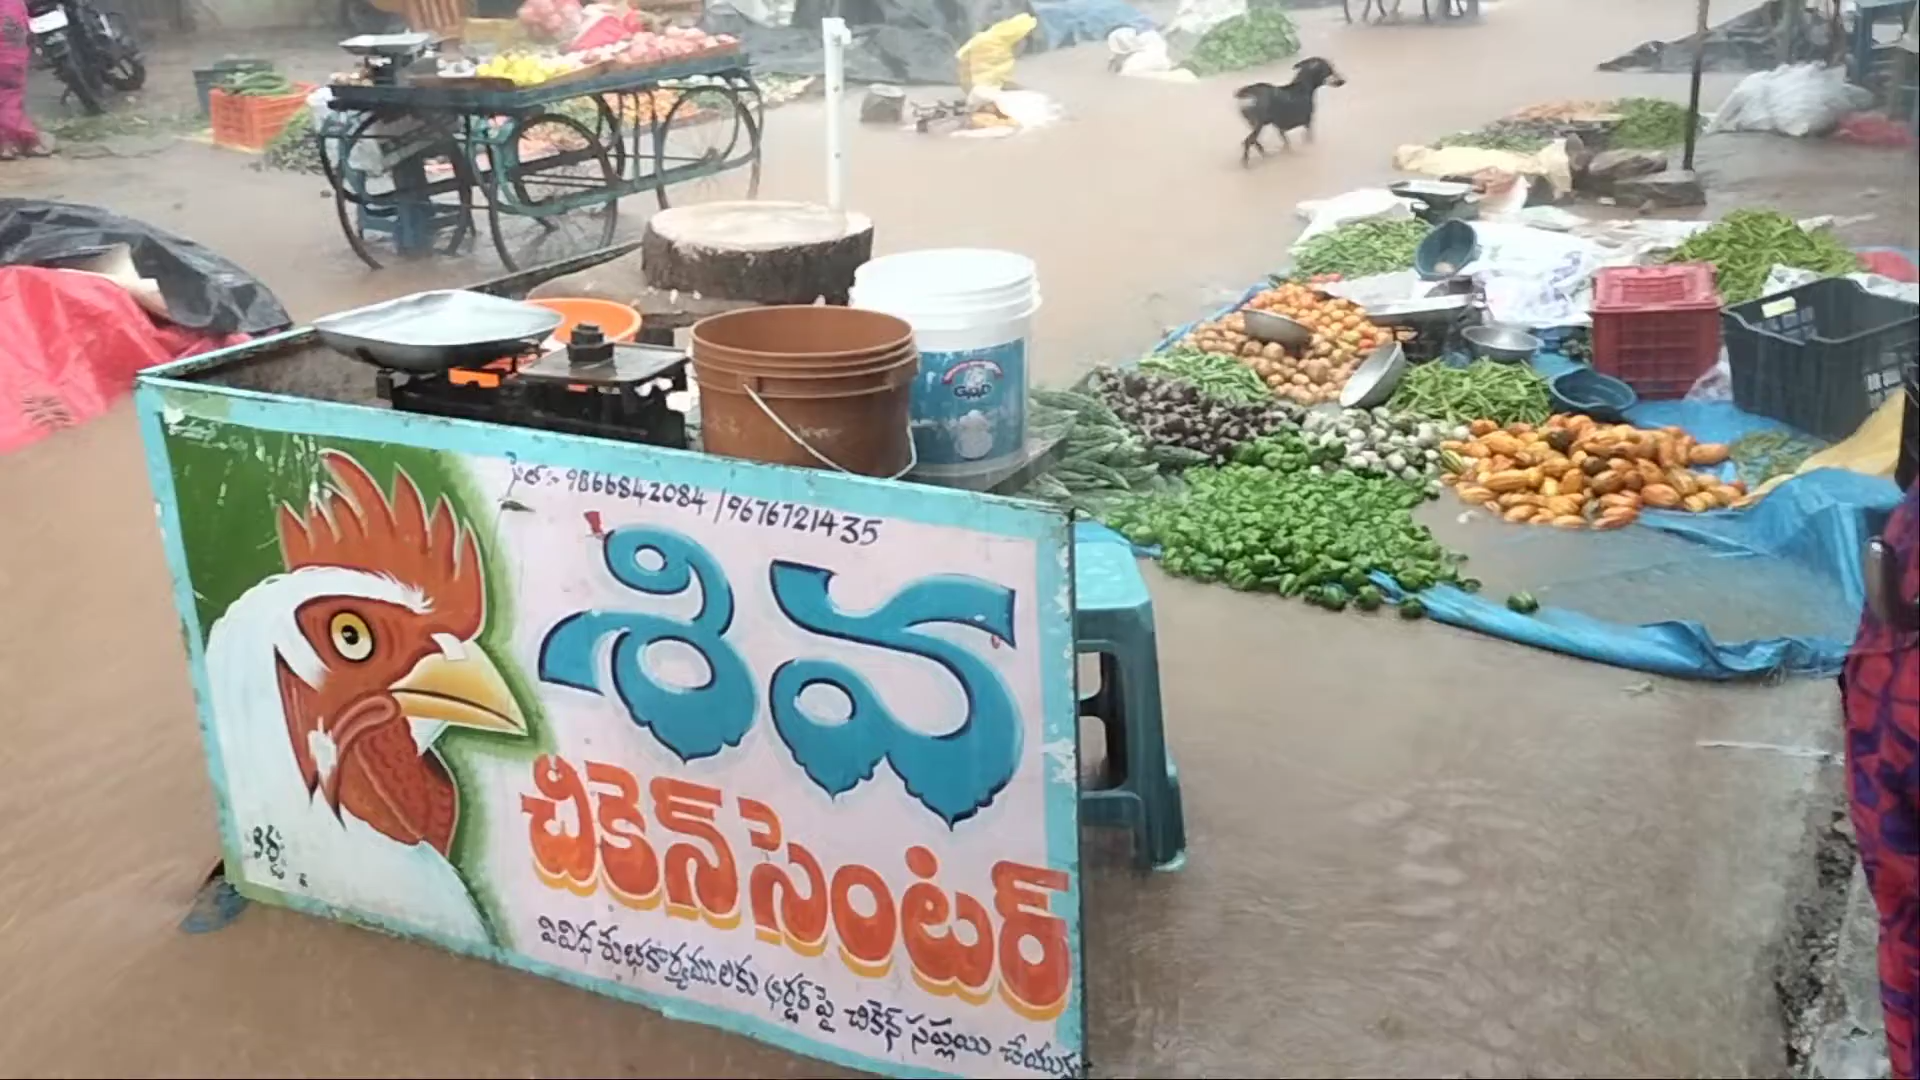 సెల్:- 9866842084 / 9676721435
శివ
చికెన్ సెంటర్
వివిధ శుభకార్యములకు ఆర్డర్ పై చికెన్ సప్లయి చేయు